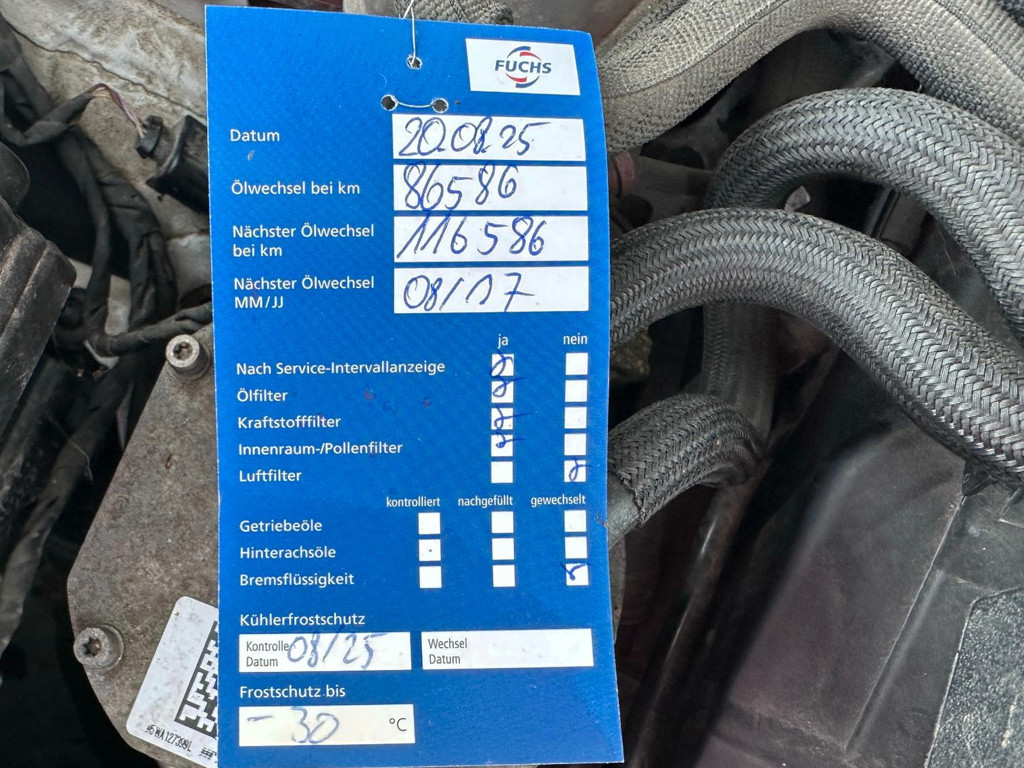 FUCHS
Datum 20.08.25
Ölwechsel bei km 86586
Nächster Ölwechsel
bei km 116586
Nächster Ölwechsel
MM/JJ 08/17
ja nein
Nach Service-Intervallanzeige
Ölfilter
Kraftstofffilter
Innenraum-/Pollenfilter
Luftfilter
kontrolliert nachgefüllt gewechselt
Getriebeöle
Hinterachsöle
Bremsflüssigkeit
Kühlerfrostschutz
Kontrolle 08/25 Wechsel
Datum Datum
Frostschutz bis
-30 °C